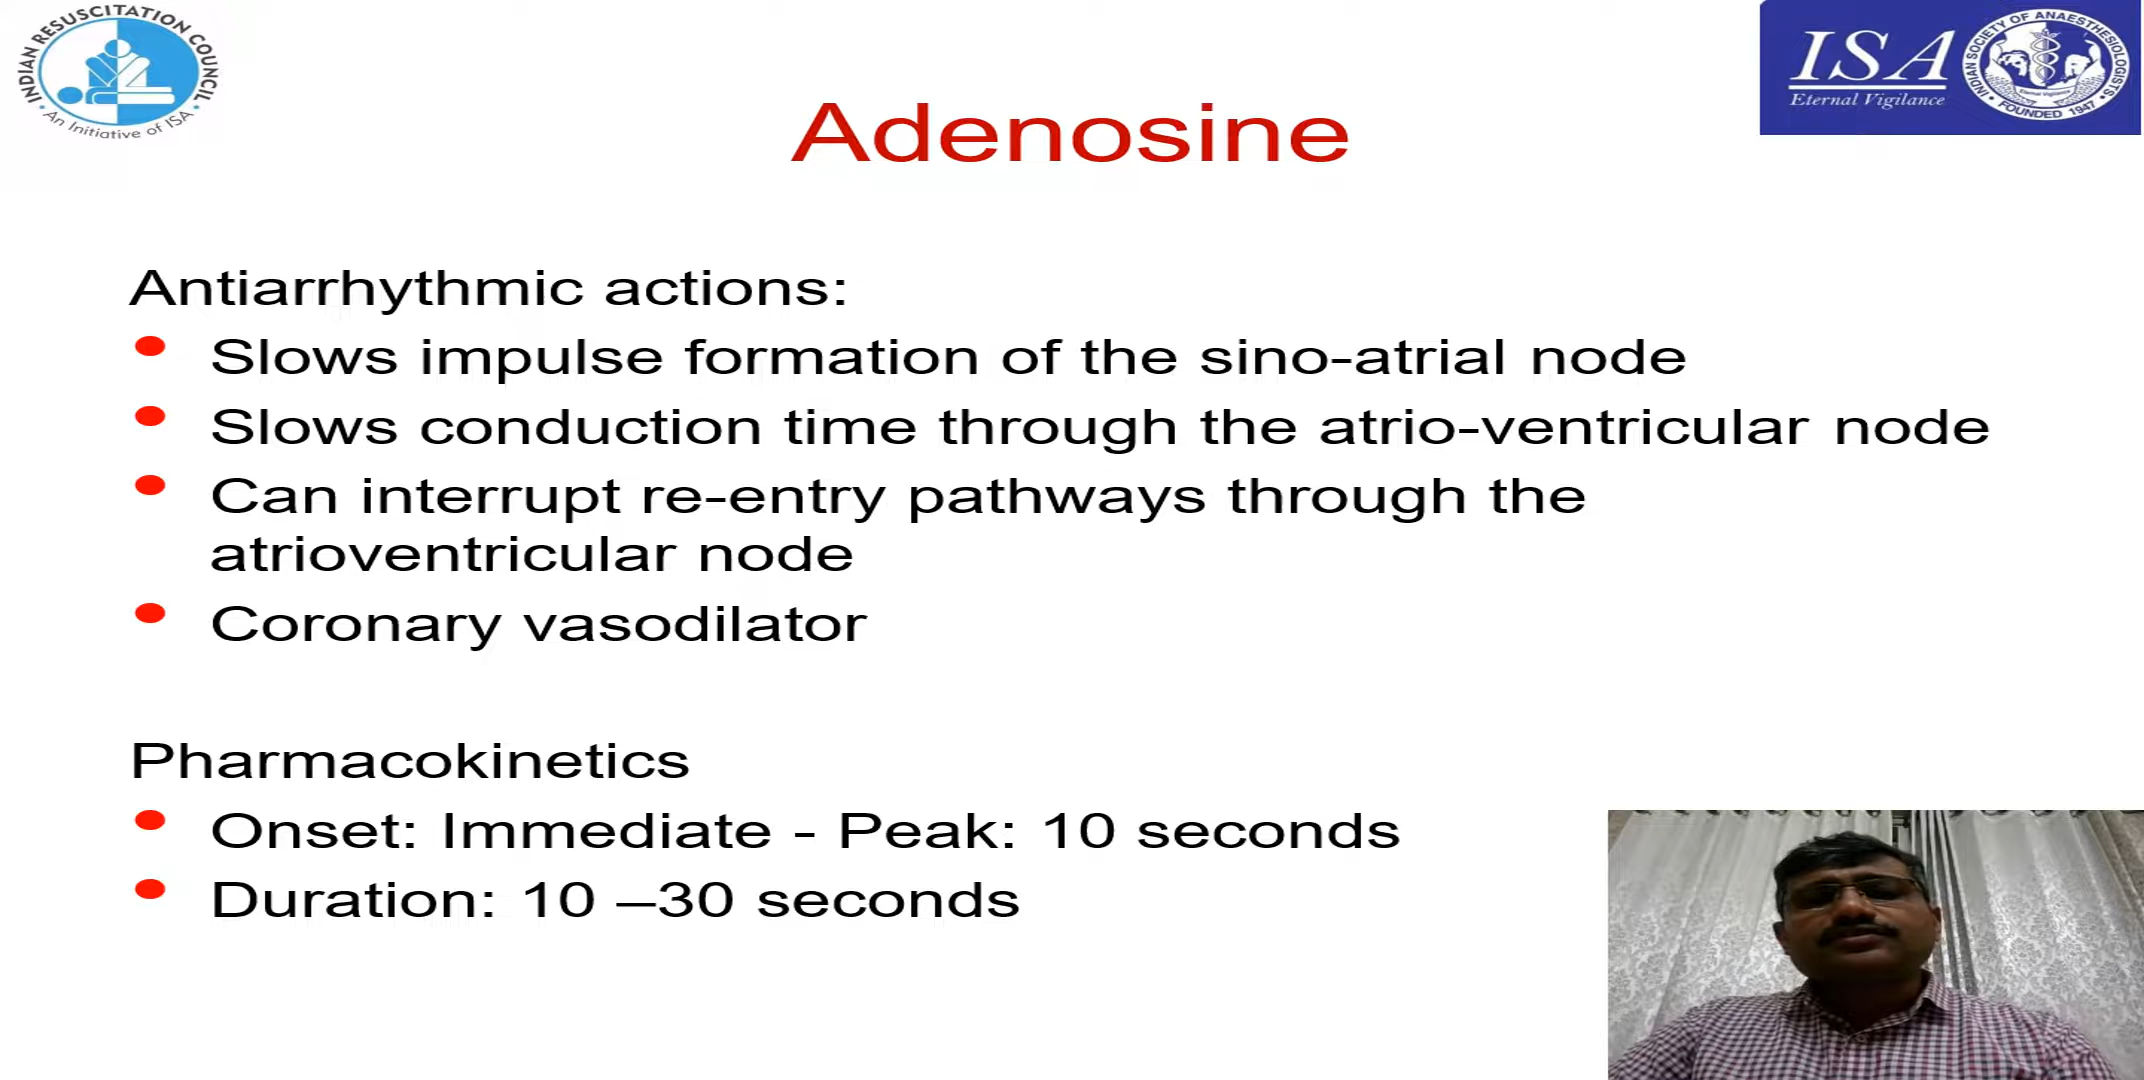 INDIAN RESUSCITATION COUNCIL
An Initiative of ISA
ISA
Eternal Vigilance
INDIAN SOCIETY OF ANAESTHESIOLOGISTS
Eternal Vigilance
FOUNDED 1947
Adenosine
Antiarrhythmic actions:
Slows impulse formation of the sino-atrial node
Slows conduction time through the atrio-ventricular node
Can interrupt re-entry pathways through the
atrioventricular node
Coronary vasodilator
Pharmacokinetics
Onset: Immediate - Peak: 10 seconds
Duration: 10 –30 seconds